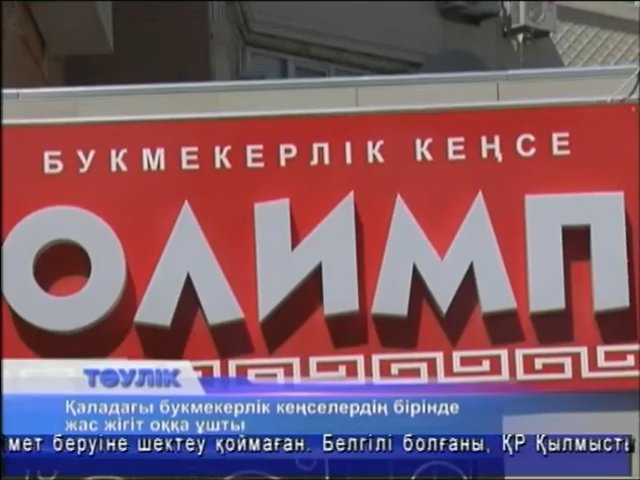 БУКМЕКЕРЛІК КЕҢСЕ
ОЛИМП
ТӘУЛІК
Қаладағы букмекерлік кеңселердің бірінде
жас жігіт оққа ұшты
мет беруіне шектеу қоймаған. Белгілі болғаны, ҚР Қылмысты